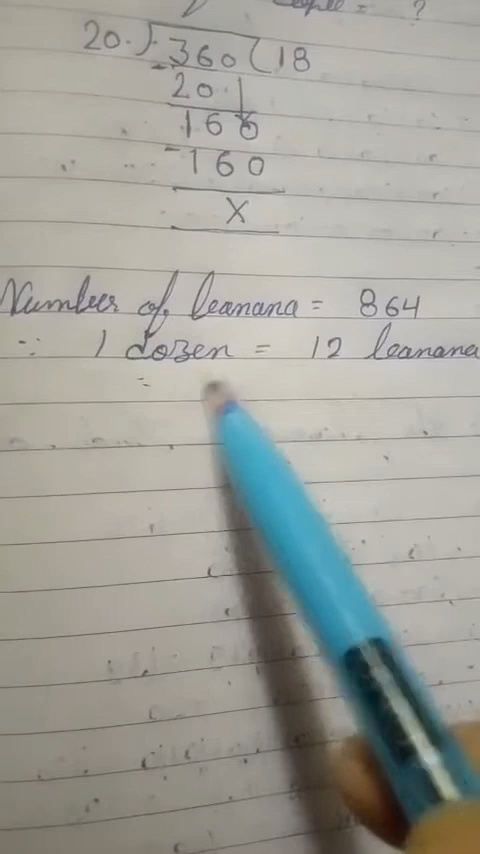 = ?
20.) 360 ( 18
- 20
160
- 160
x
Number of banana = 864
∵ 1 dozen = 12 banana
=